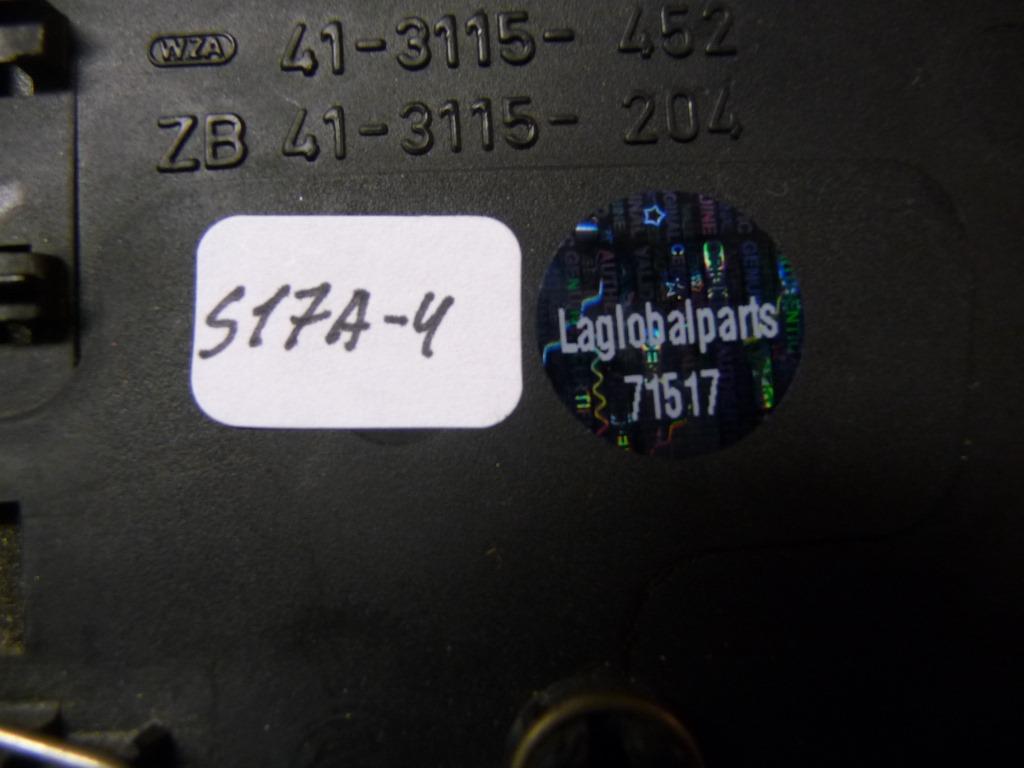 WZA 41-3115- 452
ZB 41-3115- 204
S17A-4
Laglobalparts
71517